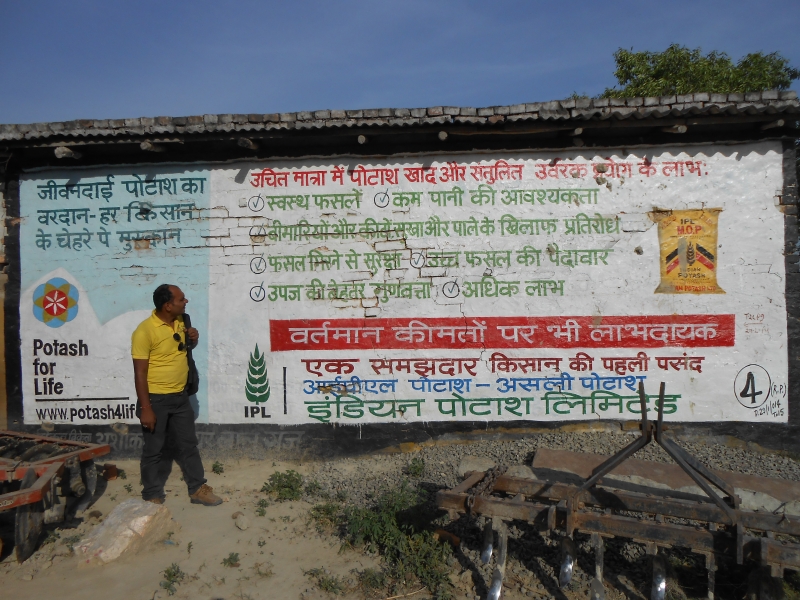 जीवनदाई पोटाश का
वरदान-हर किसान
के चेहरे पे मुस्कान
Potash
for
Life
www.potash4life
उचित मात्रा में पोटाश खाद और संतुलित उर्वरक प्रयोग के लाभ:
स्वस्थ फसलें कम पानी की आवश्यकता
बीमारियों और कीड़े सूखा और पाले के खिलाफ प्रतिरोध
फसल गिरने से सुरक्षा उच्च फसल की पैदावार
उपज की बेहतर गुणवत्ता अधिक लाभ
वर्तमान कीमतों पर भी लाभदायक
IPL
एक समझदार किसान की पहली पसंद
आईपीएल पोटाश - असली पोटाश
इंडियन पोटाश लिमिटेड
IPL
M.O.P
INDIAN
POTASH
4
(R.P.)